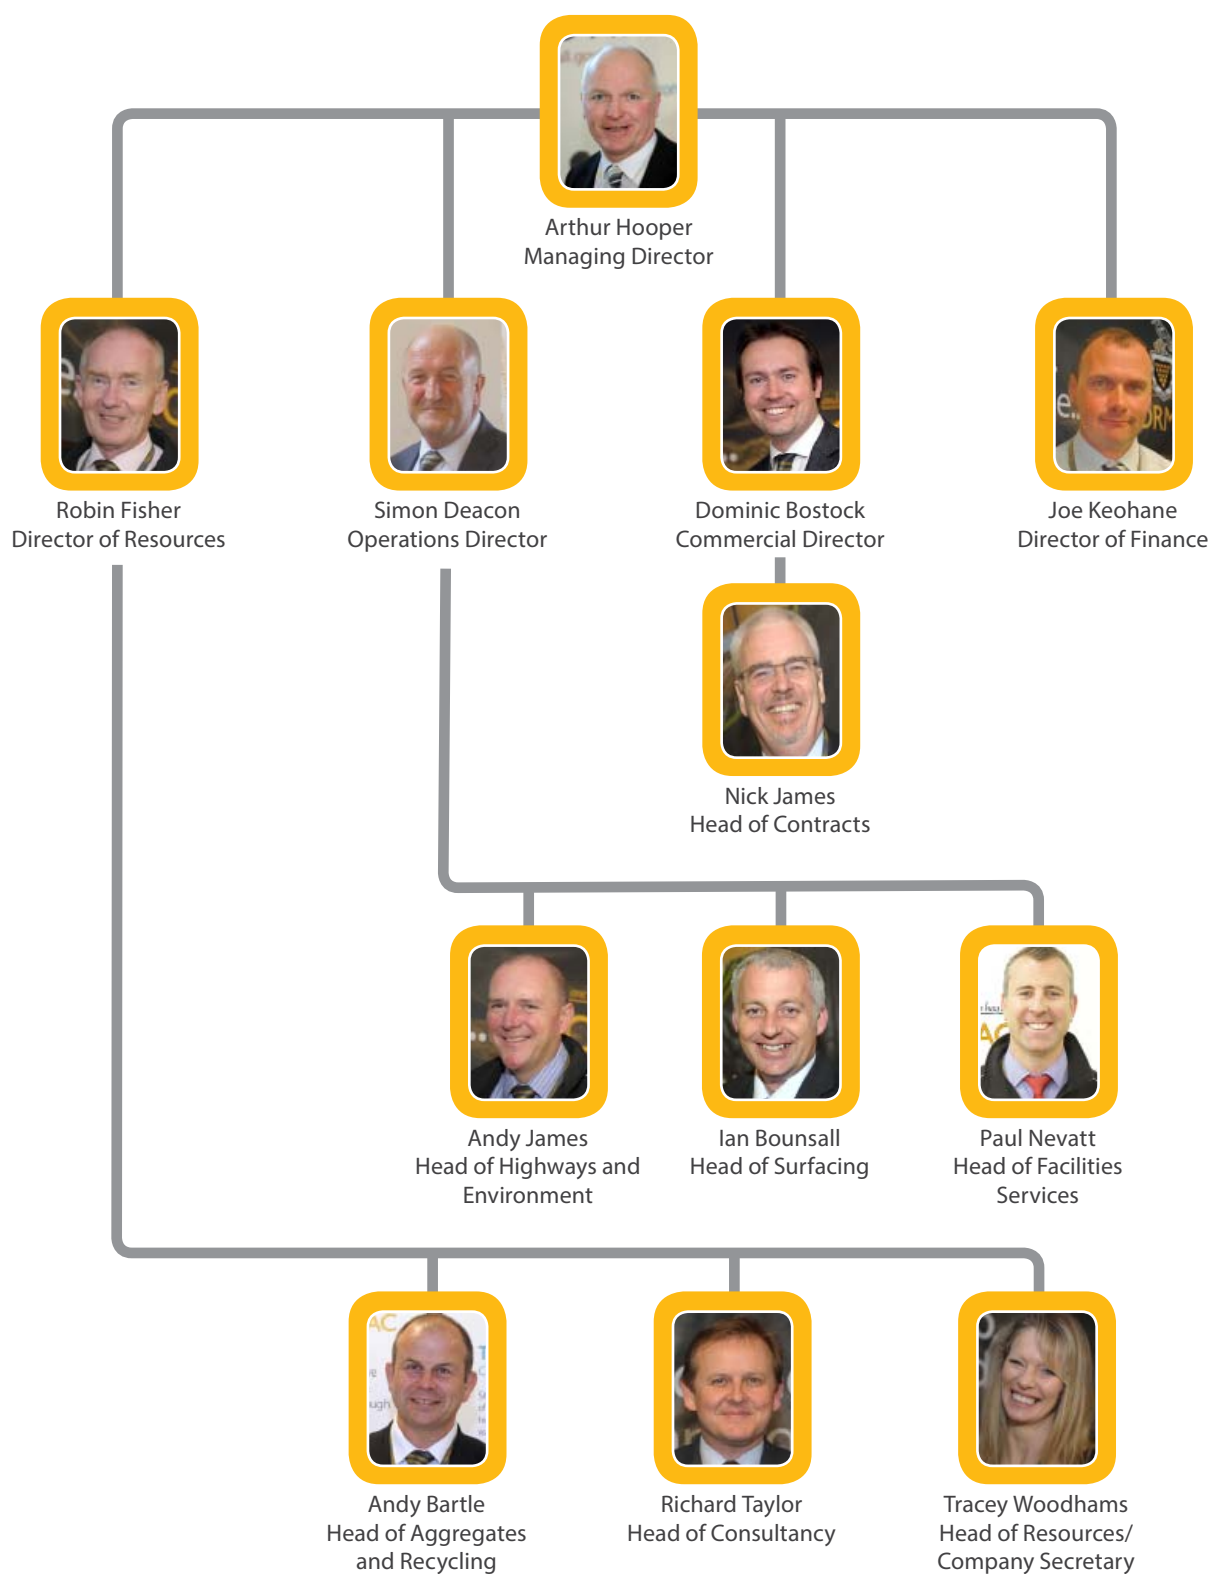 Arthur Hooper
Managing Director
Robin Fisher
Director of Resources
Simon Deacon
Operations Director
Dominic Bostock
Commercial Director
Joe Keohane
Director of Finance
Nick James
Head of Contracts
Andy James
Head of Highways and
Environment
Ian Bounsall
Head of Surfacing
Paul Nevatt
Head of Facilities
Services
Andy Bartle
Head of Aggregates
and Recycling
Richard Taylor
Head of Consultancy
Tracey Woodhams
Head of Resources/
Company Secretary